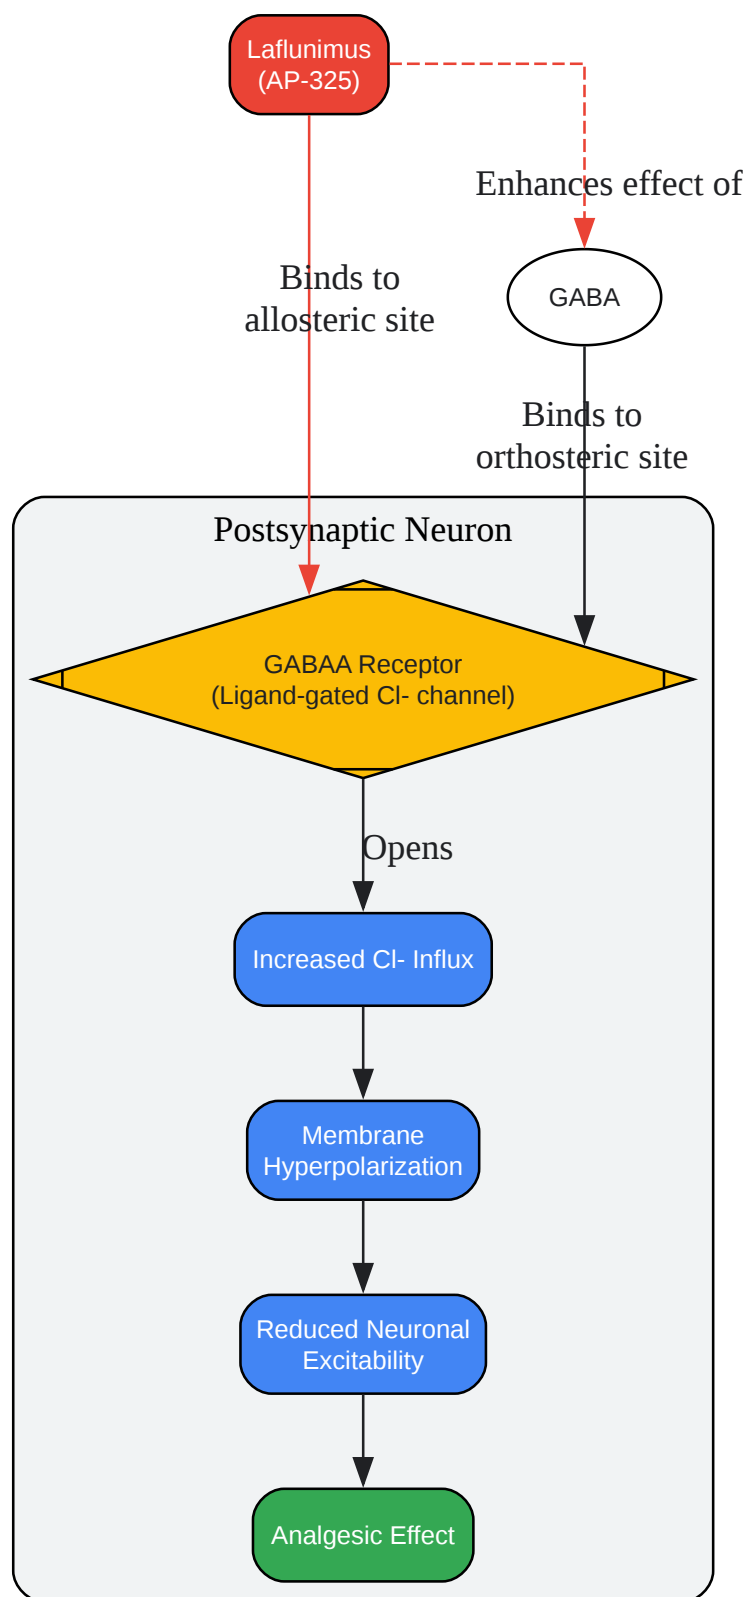 Laflunimus
(AP-325)
Enhances effect of
Binds to
allosteric site
GABA
Binds to
orthosteric site
Postsynaptic Neuron
GABAA Receptor
(Ligand-gated Cl- channel)
Opens
Increased Cl- Influx
Membrane
Hyperpolarization
Reduced Neuronal
Excitability
Analgesic Effect